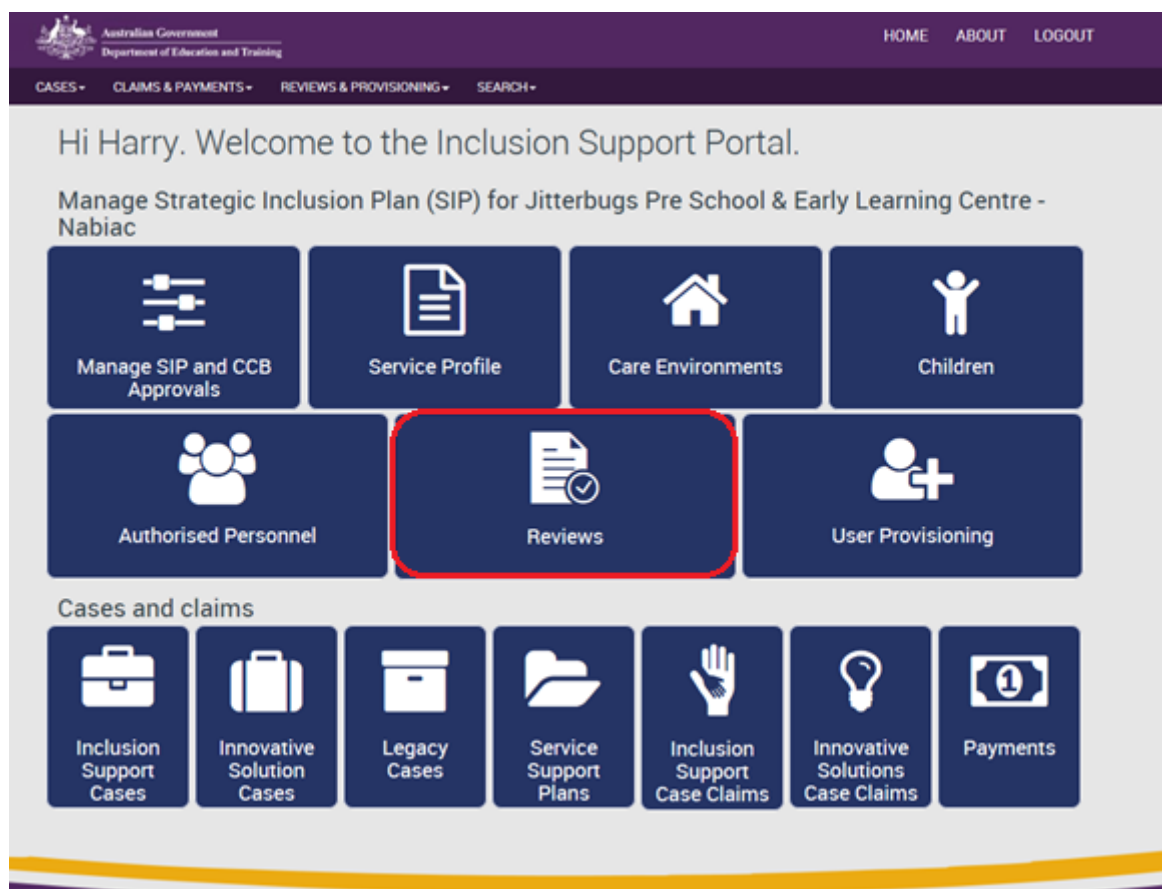 Australian Government
Department of Education and Training
HOME ABOUT LOGOUT
CASES CLAIMS & PAYMENTS REVIEWS & PROVISIONING SEARCH
Hi Harry. Welcome to the Inclusion Support Portal.
Manage Strategic Inclusion Plan (SIP) for Jitterbugs Pre School & Early Learning Centre -
Nabiac
Manage SIP and CCB
Approvals
Service Profile
Care Environments
Children
Authorised Personnel
Reviews
User Provisioning
Cases and claims
Inclusion
Support
Cases
Innovative
Solution
Cases
Legacy
Cases
Service
Support
Plans
Inclusion
Support
Case Claims
Innovative
Solutions
Case Claims
1
Payments